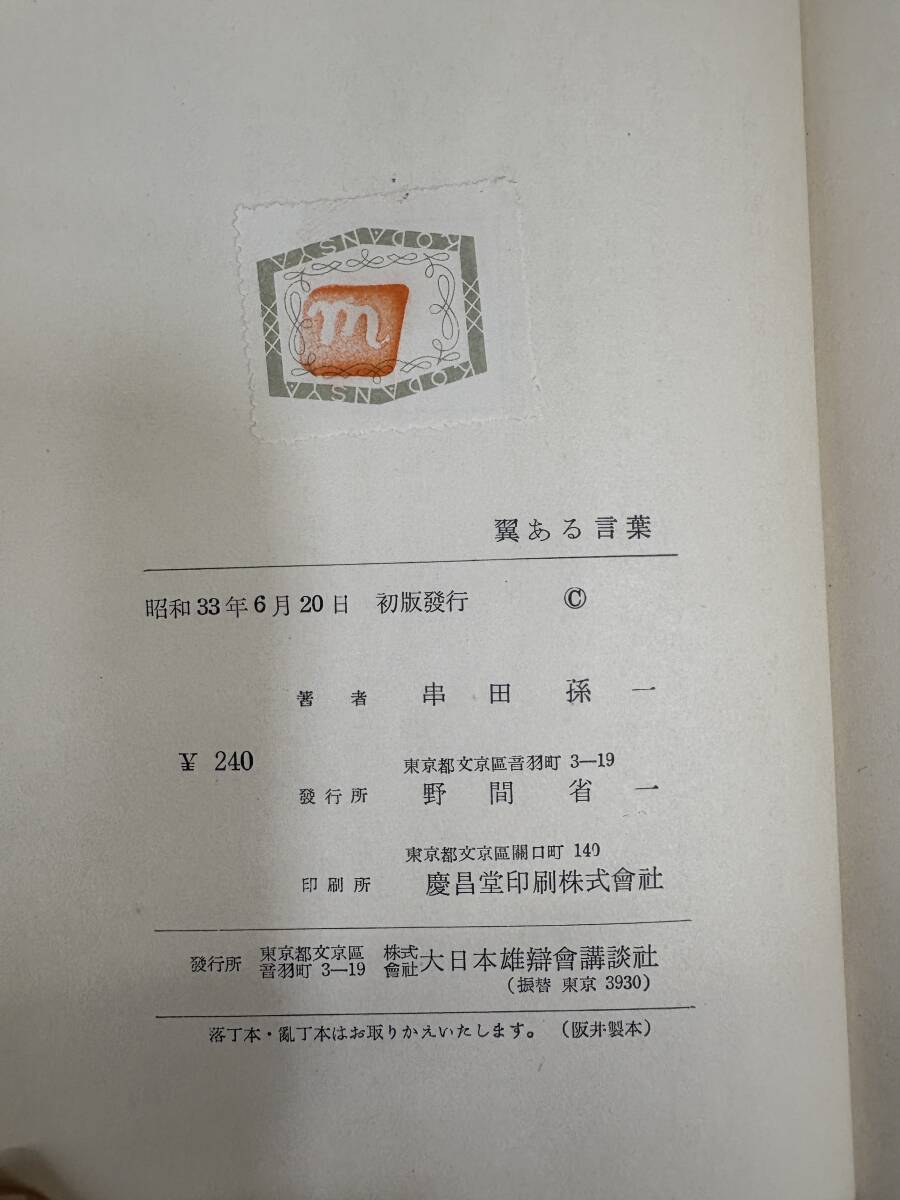 KODANSYA
m
KODANSYA
翼ある言葉
昭和33年6月20日 初版發行 ©
著者 串田孫一
¥ 240
東京都文京區音羽町 3—19
發行所 野間省一
東京都文京區關口町 140
印刷所 慶昌堂印刷株式會社
發行所 東京都文京區音羽町 3—19 株式會社 大日本雄辯會講談社
(振替 東京 3930)
落丁本・亂丁本はお取りかえいたします。(阪井製本)